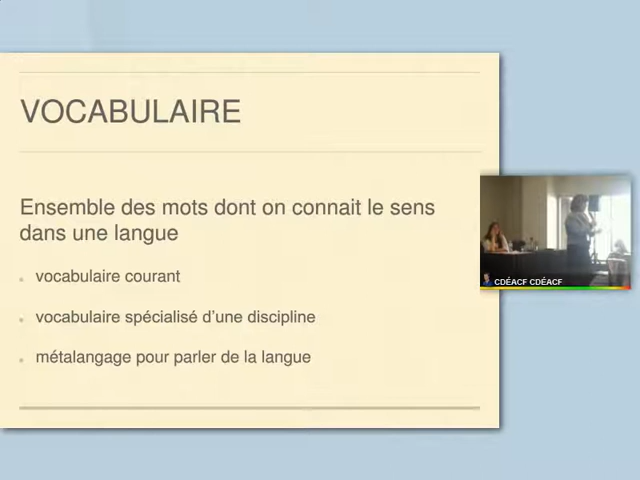 VOCABULAIRE
Ensemble des mots dont on connait le sens
dans une langue
vocabulaire courant
vocabulaire spécialisé d'une discipline
métalangage pour parler de la langue
CDÉACF CDÉACF